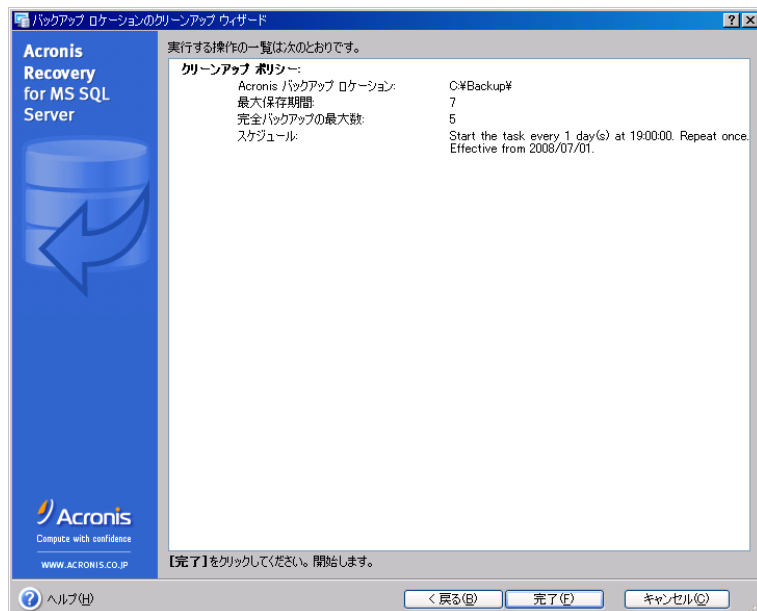 バックアップ ロケーションのクリーンアップ ウィザード
Acronis
Recovery
for MS SQL
Server
実行する操作の一覧は次のとおりです。
クリーンアップ ポリシー:
Acronis バックアップ ロケーション: C:¥Backup¥
最大保存期間: 7
完全バックアップの最大数: 5
スケジュール: Start the task every 1 day(s) at 19:00:00. Repeat once.
Effective from 2008/07/01.
Acronis
Compute with confidence
WWW.ACRONIS.CO.JP
[完了]をクリックしてください。開始します。
ヘルプ(H)
< 戻る(B)
完了(F)
キャンセル(C)